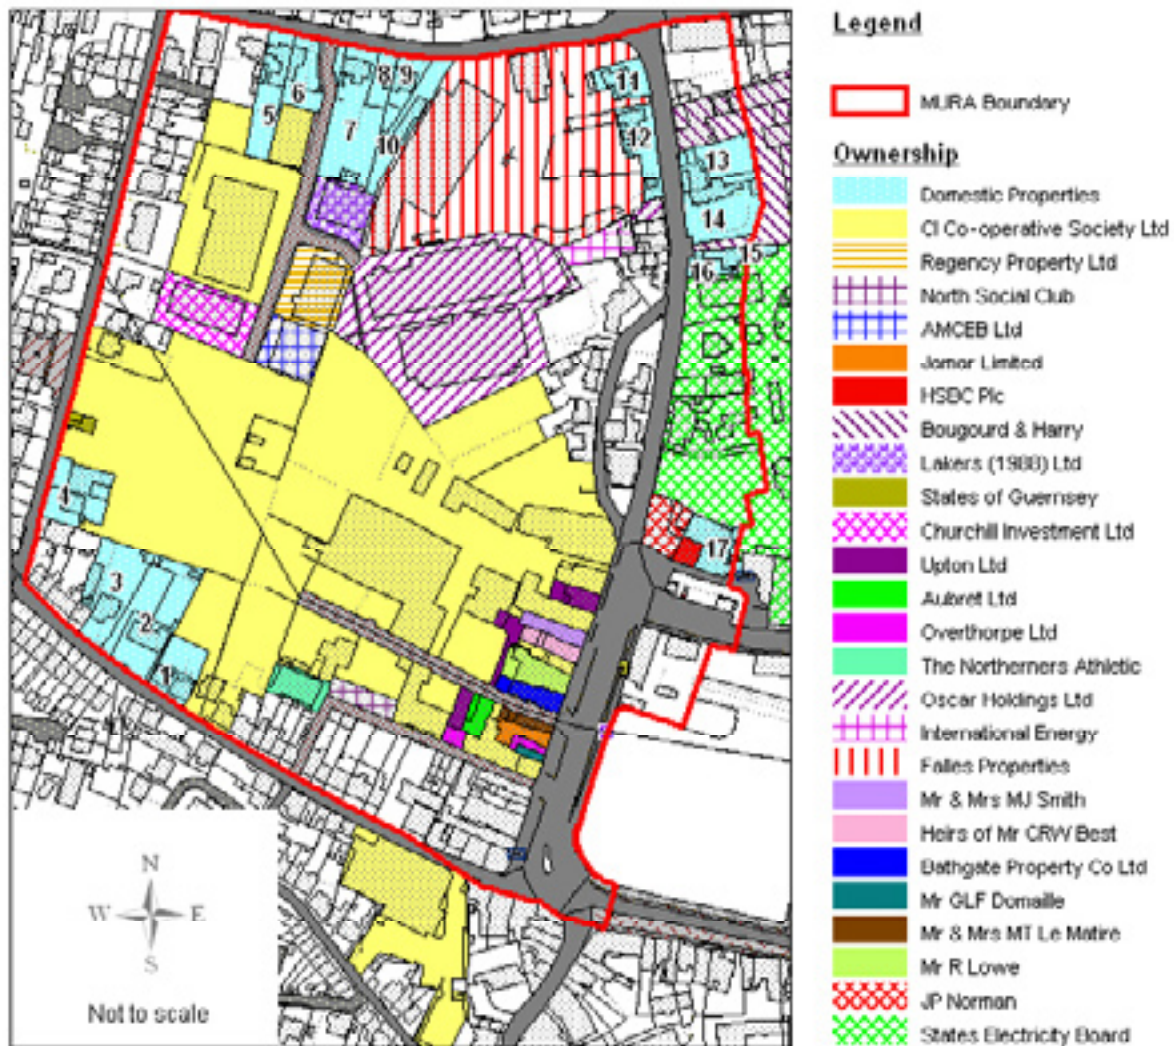 Legend
MURA Boundary
Ownership
Domestic Properties
CI Co-operative Society Ltd
Regency Property Ltd
North Social Club
AMCEB Ltd
Jomar Limited
HSBC Plc
Bougourd & Harry
Lakers (1988) Ltd
States of Guernsey
Churchill Investment Ltd
Upton Ltd
Aubret Ltd
Overthorpe Ltd
The Northerners Athletic
Oscar Holdings Ltd
International Energy
Falles Properties
Mr & Mrs MJ Smith
Heirs of Mr CRW Best
Bathgate Property Co Ltd
Mr GLF Domaille
Mr & Mrs MT Le Matire
Mr R Lowe
JP Norman
States Electricity Board
5
6
7
8
9
10
11
12
13
14
15
16
17
4
3
2
1
N
W E
S
Not to scale